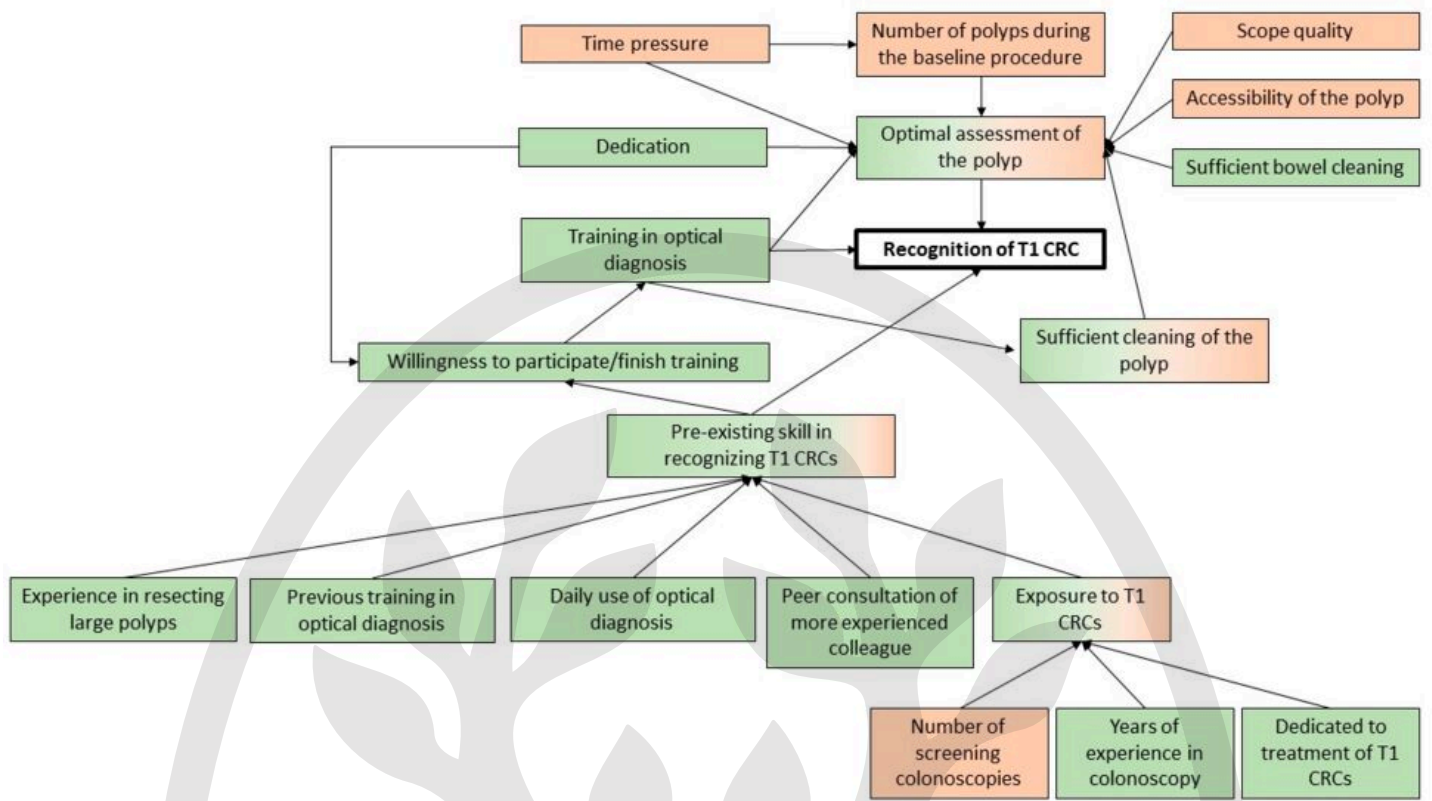 Time pressure
Number of polyps during
the baseline procedure
Scope quality
Accessibility of the polyp
Dedication
Optimal assessment of
the polyp
Sufficient bowel cleaning
Training in optical
diagnosis
Recognition of T1 CRC
Sufficient cleaning of the
polyp
Willingness to participate/finish training
Pre-existing skill in
recognizing T1 CRCs
Experience in resecting
large polyps
Previous training in
optical diagnosis
Daily use of optical
diagnosis
Peer consultation of
more experienced
colleague
Exposure to T1
CRCs
Number of
screening
colonoscopies
Years of
experience in
colonoscopy
Dedicated to
treatment of T1
CRCs